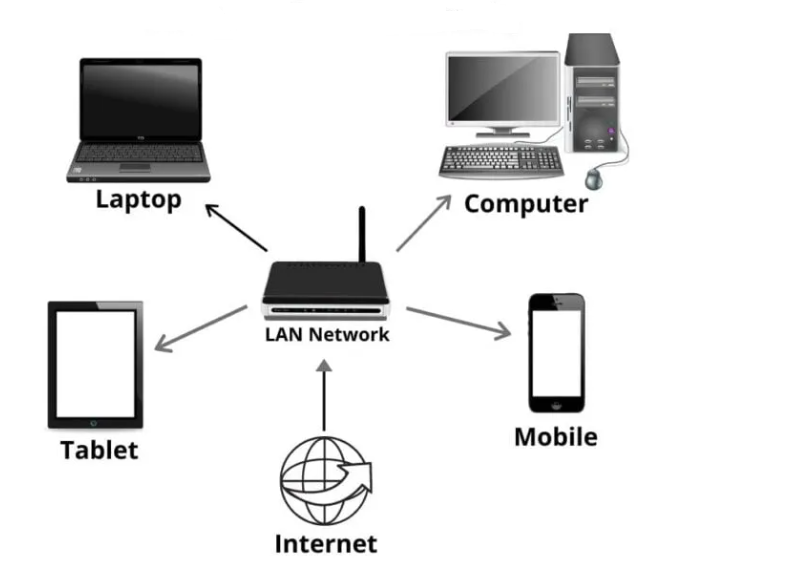 Laptop
Computer
LAN Network
Tablet
Mobile
Internet